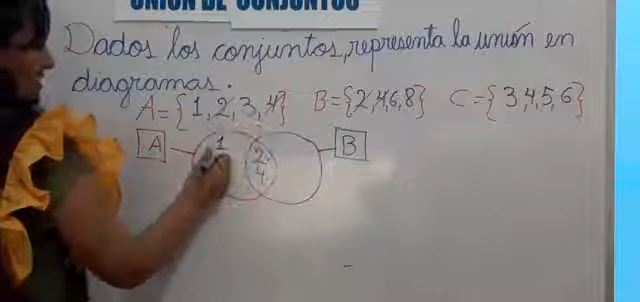 UNIÓN DE CONJUNTOS
Dados los conjuntos, representa la unión en
diagramas.
A={1,2,3,4} B={2,4,6,8} C={3,4,5,6}
A 1 2 4 B